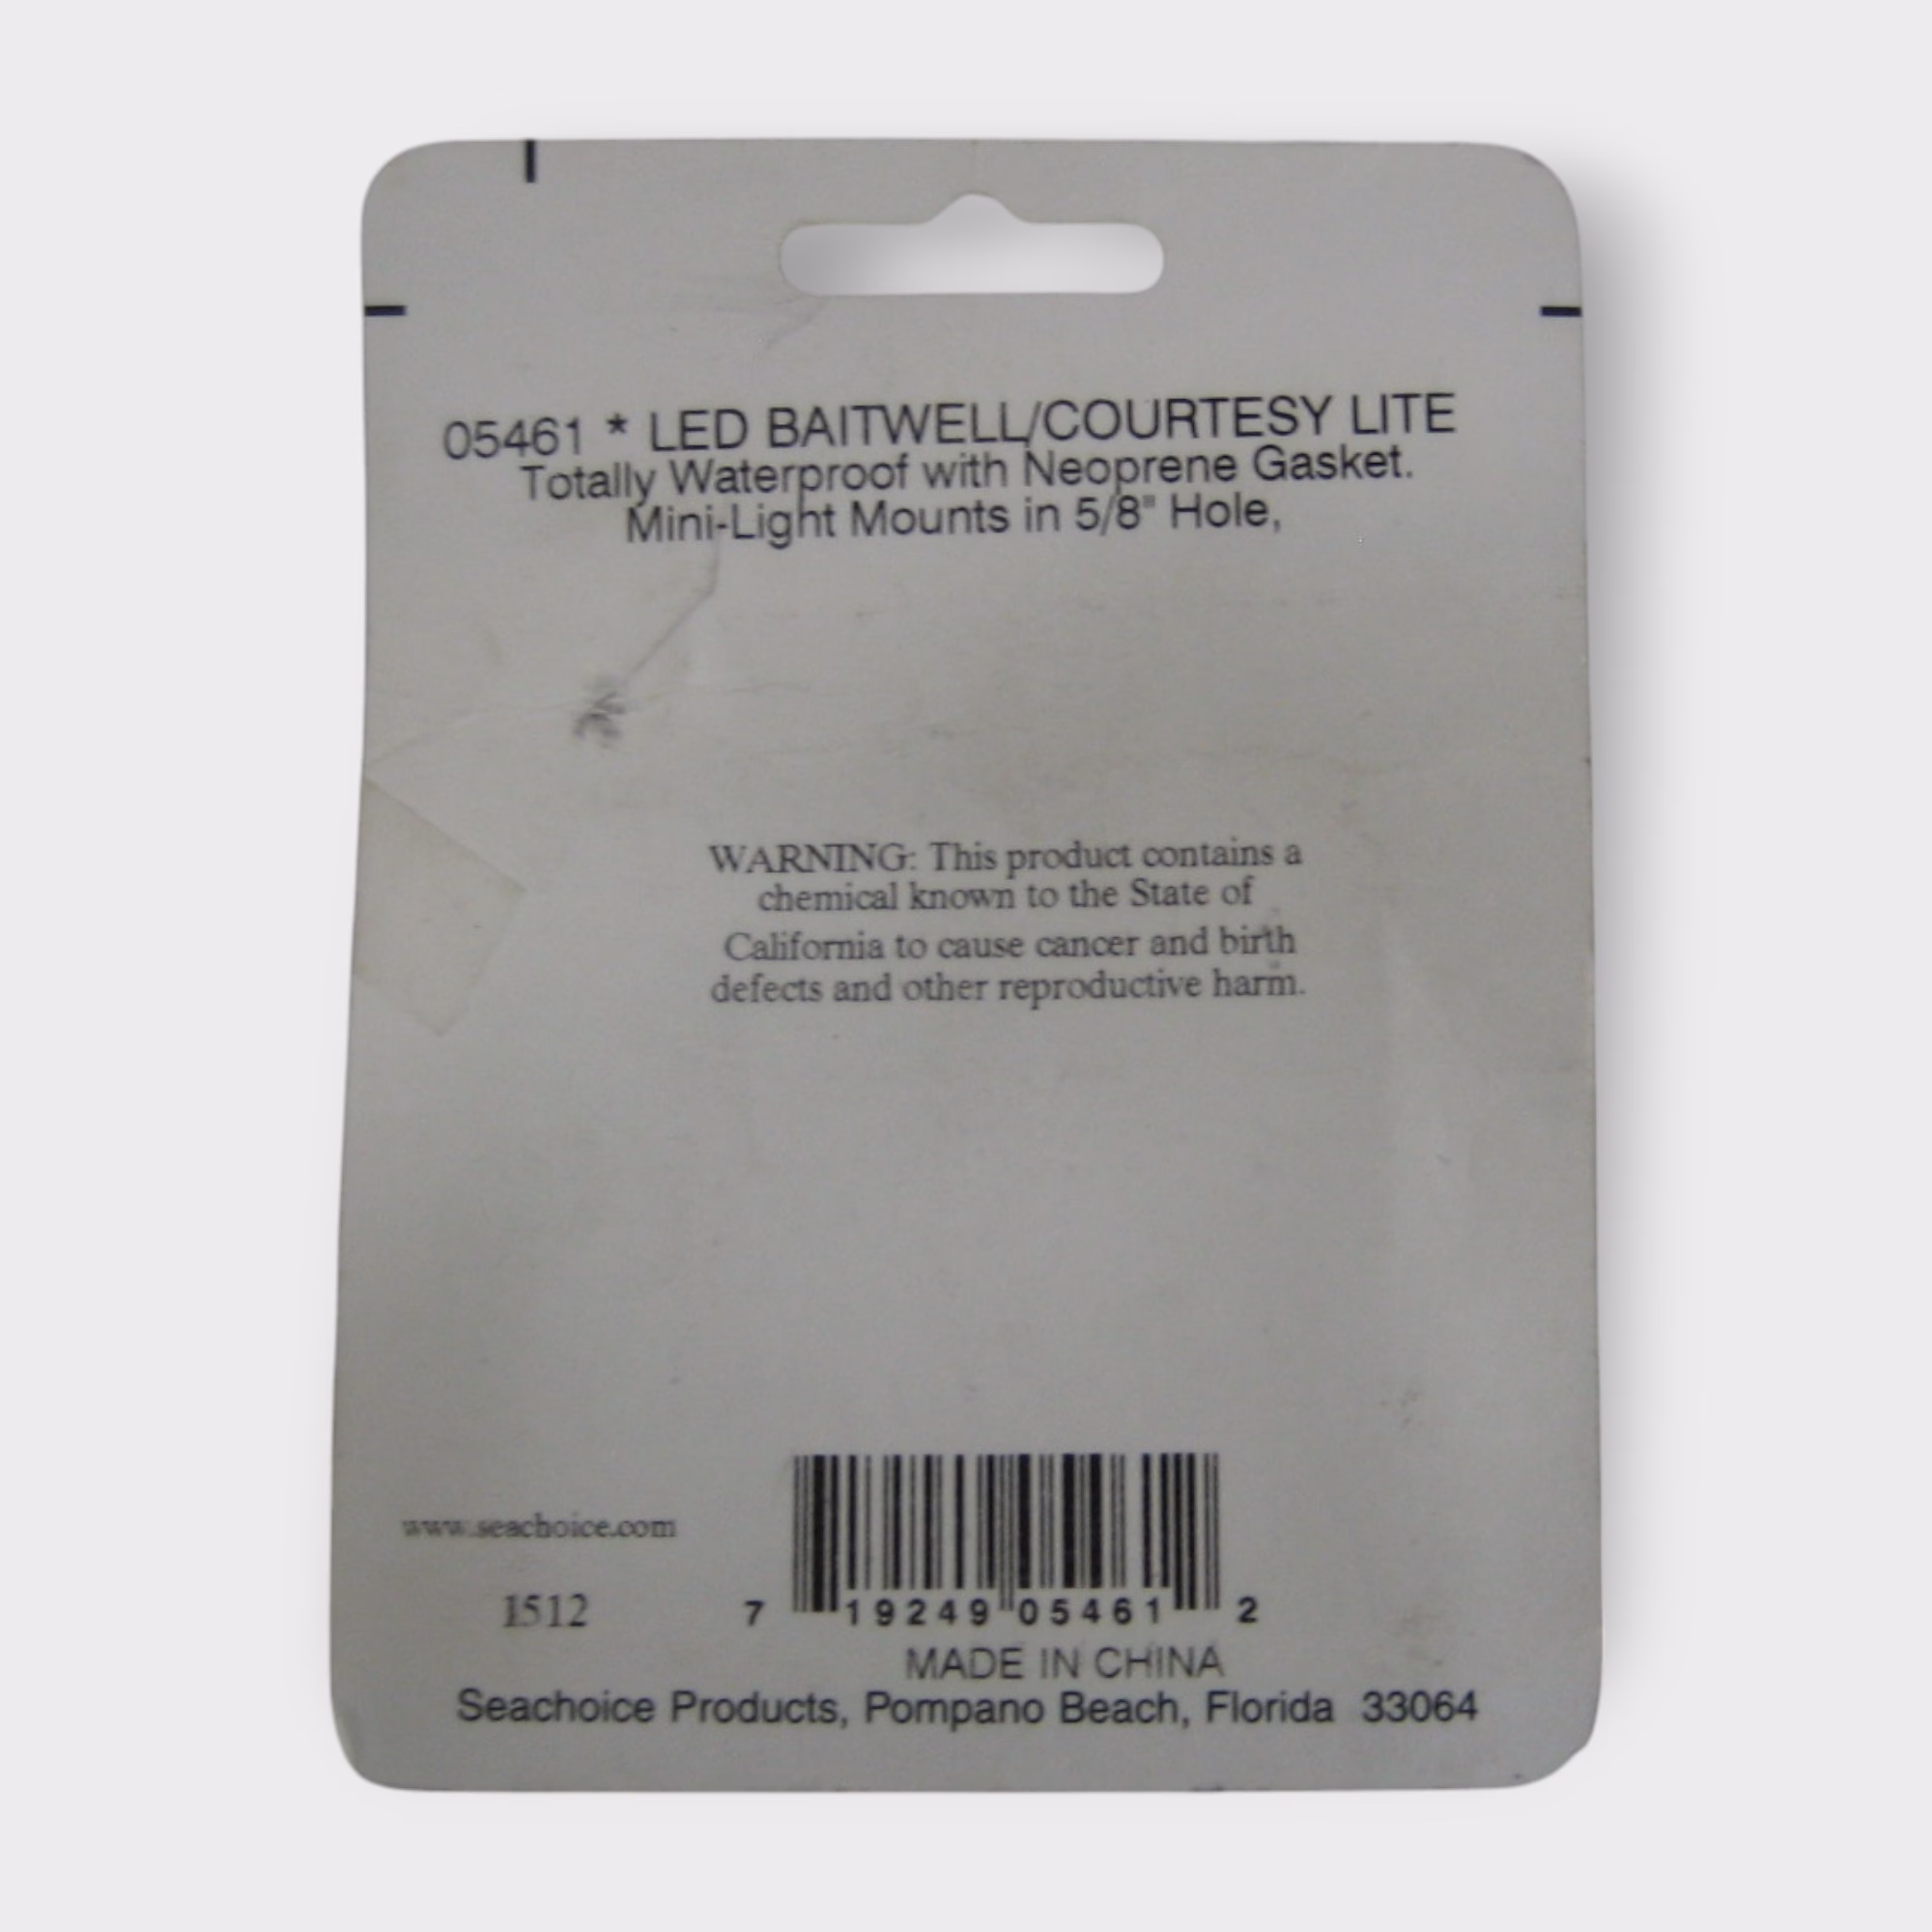 05461 * LED BAITWELL/COURTESY LITE
Totally Waterproof with Neoprene Gasket.
Mini-Light Mounts in 5/8" Hole,
WARNING: This product contains a
chemical known to the State of
California to cause cancer and birth
defects and other reproductive harm.
www.seachoice.com
1512
7 19249 05461 2
MADE IN CHINA
Seachoice Products, Pompano Beach, Florida 33064